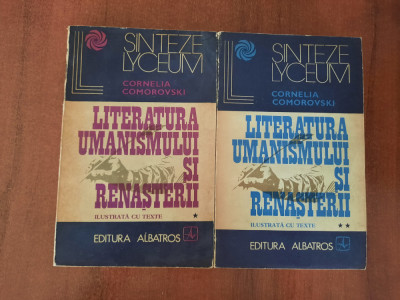 SINTEZE
LYCEUM
CORNELIA
COMOROVSKI
LITERATURA
UMANISMULUI
SI
RENAȘTERII
ILUSTRATĂ CU TEXTE *
EDITURA ALBATROS
SINTEZE
LYCEUM
CORNELIA
COMOROVSKI
LITERATURA
UMANISMULUI
SI
RENAȘTERII
ILUSTRATĂ CU TEXTE **
EDITURA ALBATROS